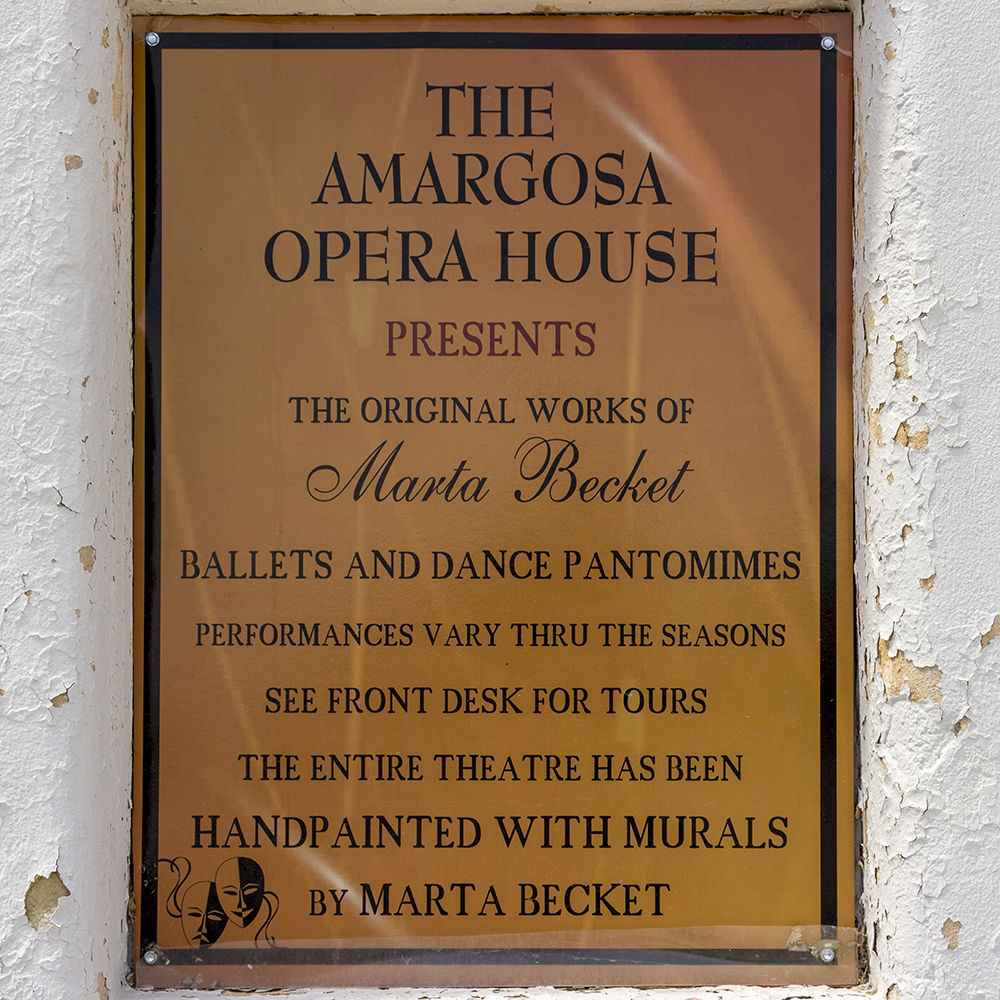 THE
AMARGOSA
OPERA HOUSE
PRESENTS
THE ORIGINAL WORKS OF
Marta Becket
BALLETS AND DANCE PANTOMIMES
PERFORMANCES VARY THRU THE SEASONS
SEE FRONT DESK FOR TOURS
THE ENTIRE THEATRE HAS BEEN
HANDPAINTED WITH MURALS
BY MARTA BECKET